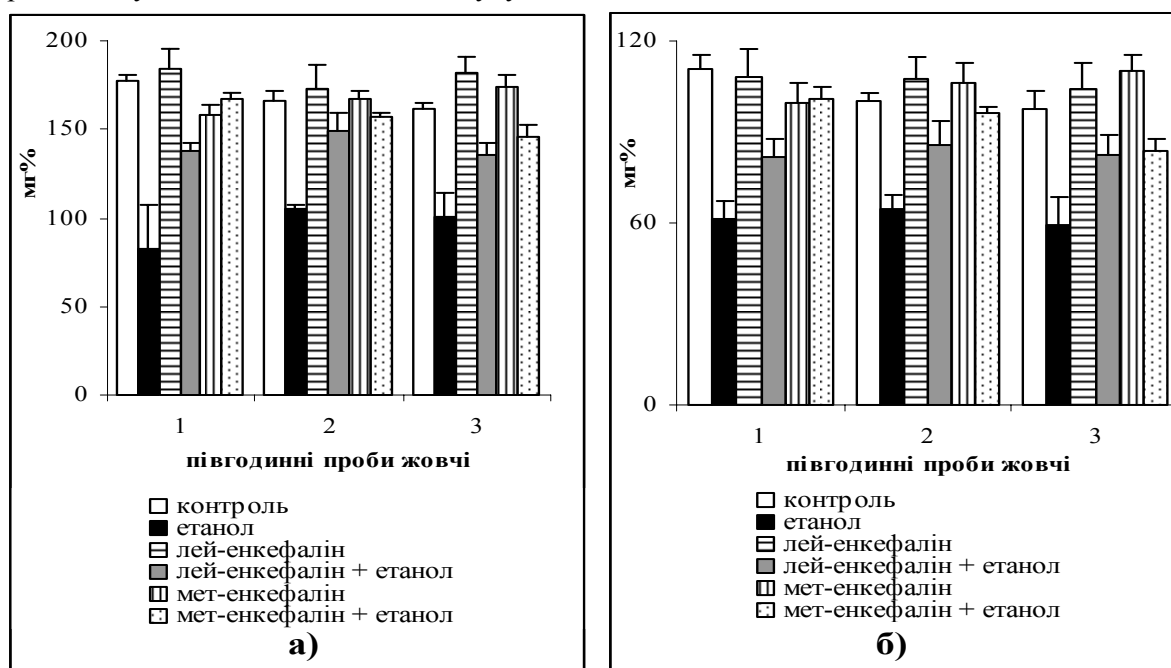 200
150
100
50
0
мг%
1 2 3
півгодинні проби жовчі
контроль
етанол
лей-енкефалін
лей-енкефалін + етанол
мет-енкефалін
мет-енкефалін + етанол
а)
120
60
0
мг%
1 2 3
півгодинні проби жовчі
контроль
етанол
лей-енкефалін
лей-енкефалін + етанол
мет-енкефалін
мет-енкефалін + етанол
б)